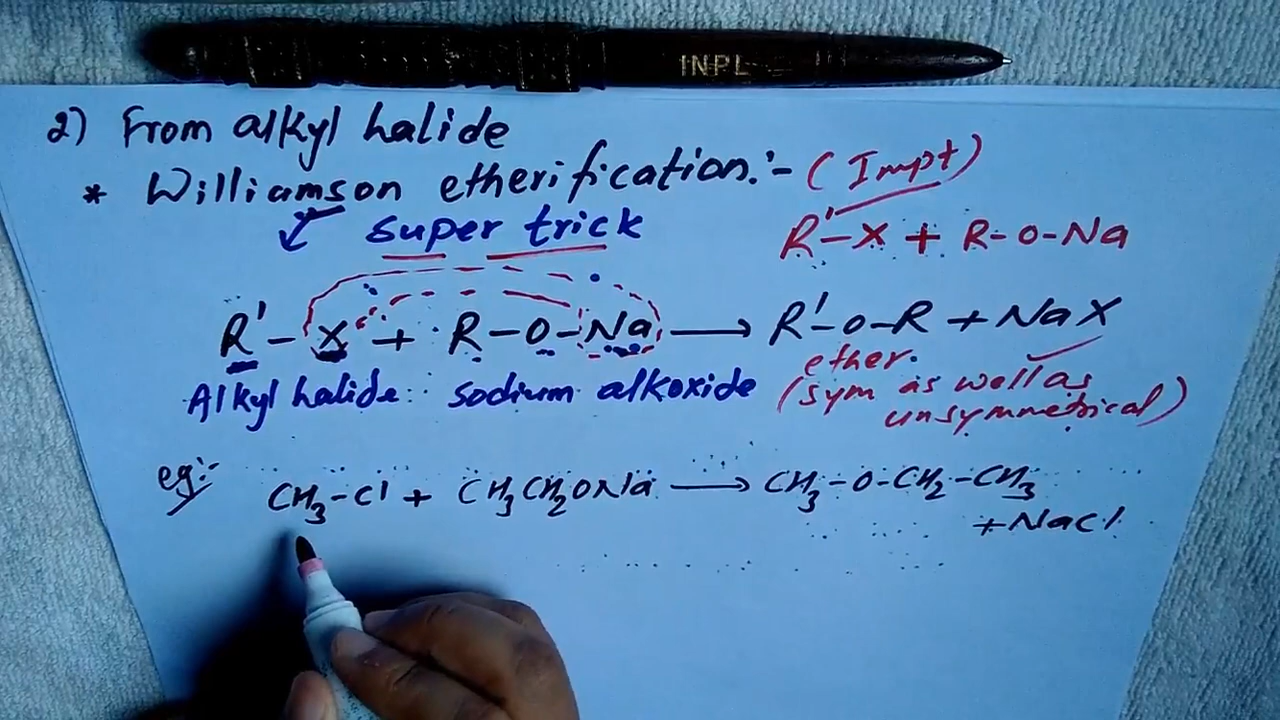 INPL
2) From alkyl halide
* Williamson etherification:- (Impt)
super trick
R'-X + R-O-Na
R'-X + R-O-Na ⟶ R'-O-R + NaX
ether.
Alkyl halide sodium alkoxide (sym as well as unsymmetrical)
eg:- CH₃-Cl + CH₃CH₂ONa ⟶ CH₃-O-CH₂-CH₃
+NaCl